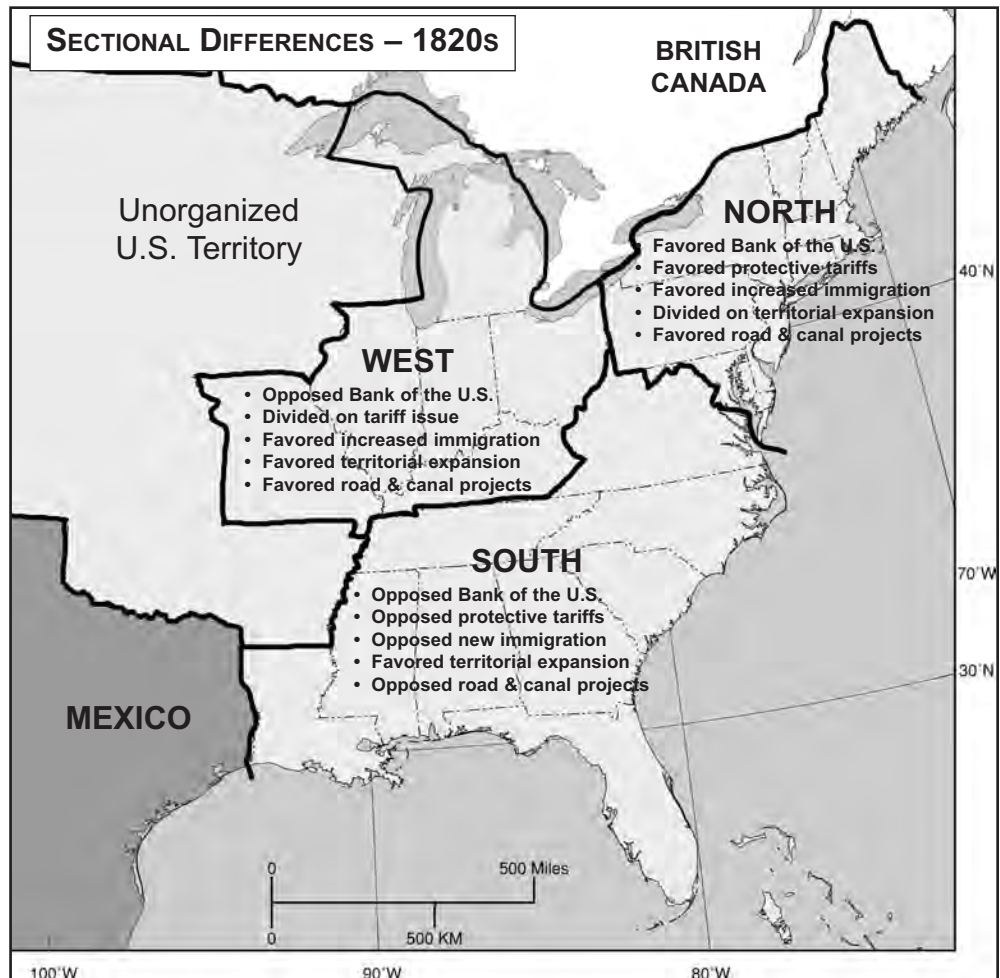 SECTIONAL DIFFERENCES – 1820S
BRITISH
CANADA
Unorganized
U.S. Territory
NORTH
• Favored Bank of the U.S.
• Favored protective tariffs
• Favored increased immigration
• Divided on territorial expansion
• Favored road & canal projects
40°N
WEST
• Opposed Bank of the U.S.
• Divided on tariff issue
• Favored increased immigration
• Favored territorial expansion
• Favored road & canal projects
SOUTH
• Opposed Bank of the U.S.
• Opposed protective tariffs
• Opposed new immigration
• Favored territorial expansion
• Opposed road & canal projects
70°W
30°N
MEXICO
0 500 Miles
0 500 KM
100°W 90°W 80°W